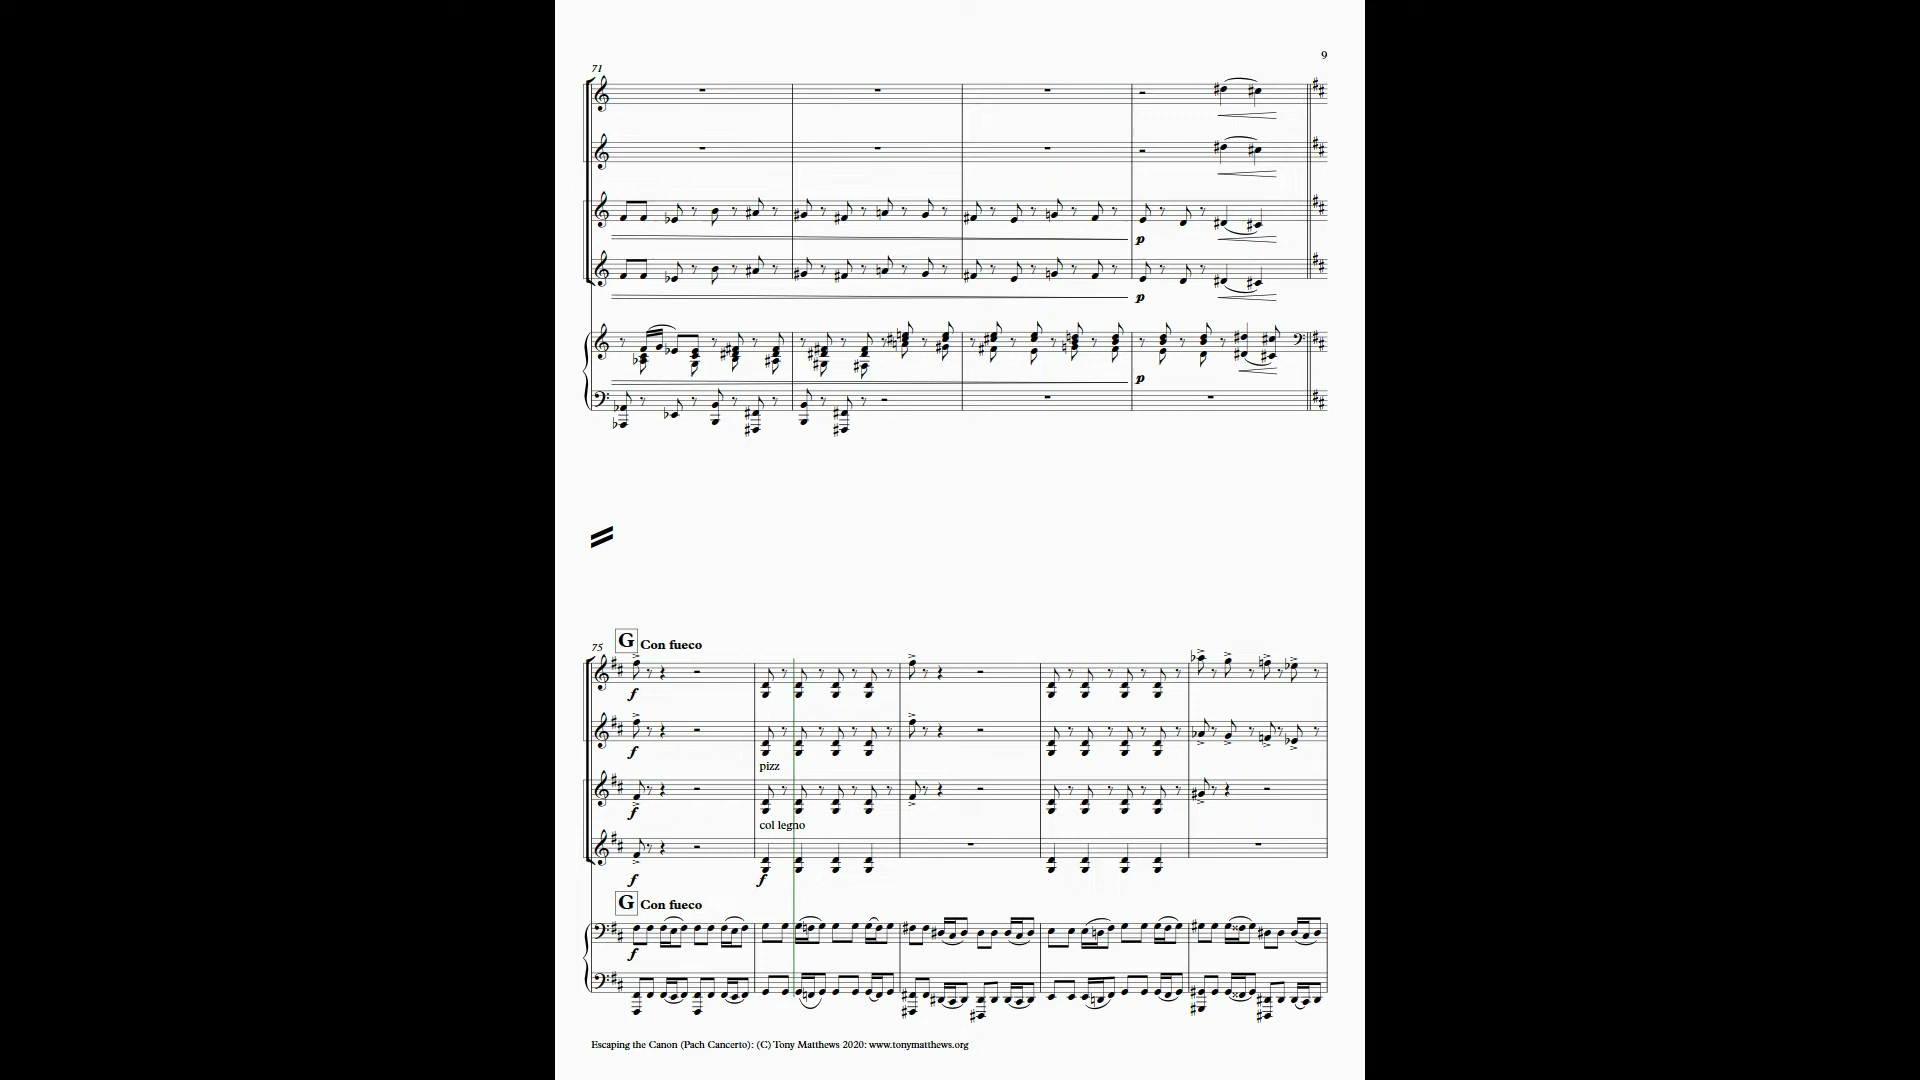 9
71
p
p
p
75
G Con fueco
f
f
pizz
f
col legno
f
f
G Con fueco
f
Escaping the Canon (Pach Cancerto): (C) Tony Matthews 2020: www.tonymatthews.org